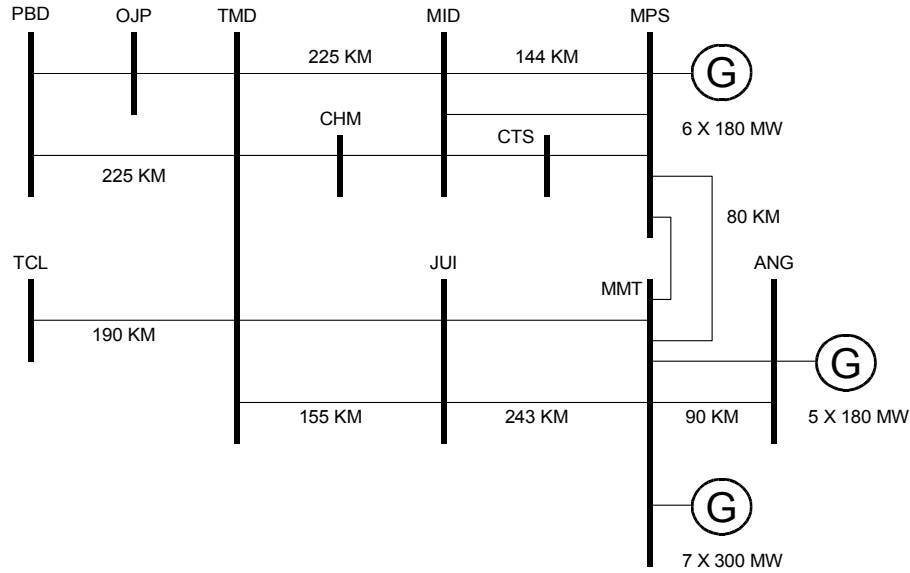 PBD OJP TMD MID MPS
225 KM 144 KM G
6 X 180 MW
CHM CTS
225 KM
80 KM
TCL JUI MMT ANG
190 KM
G
155 KM 243 KM 90 KM 5 X 180 MW
G
7 X 300 MW